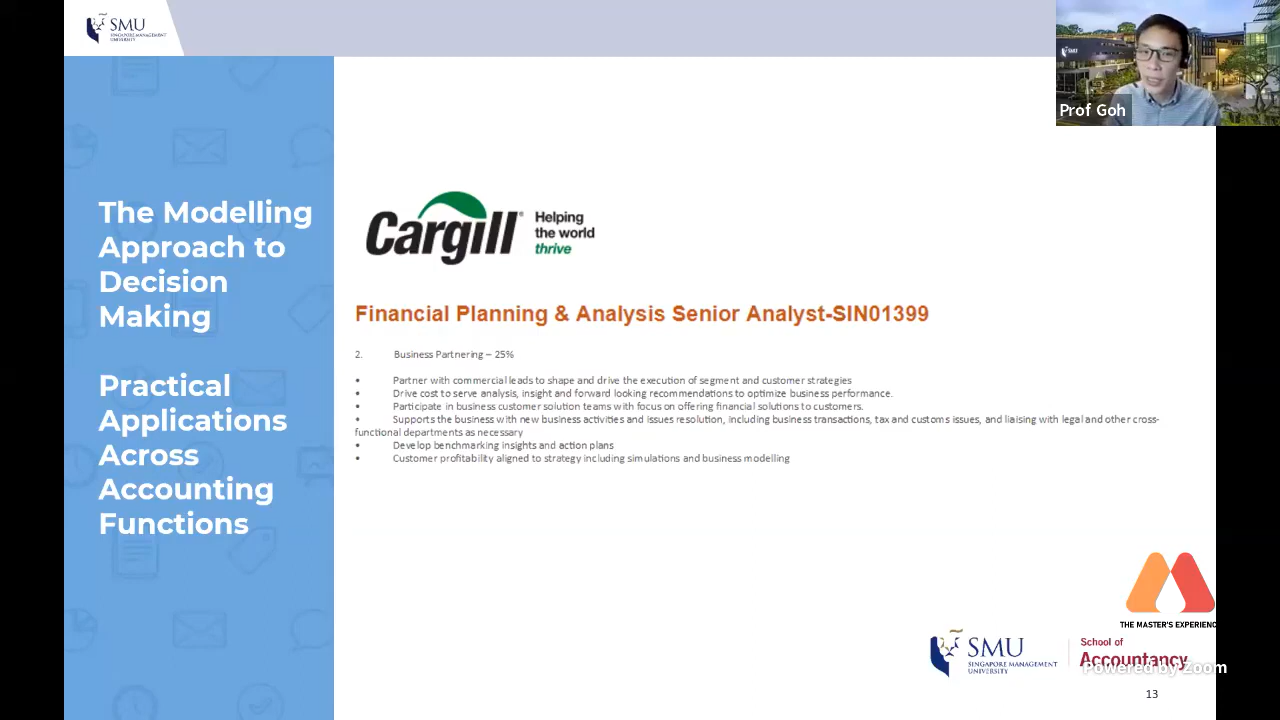 SMU
SINGAPORE MANAGEMENT
UNIVERSITY
SMU
Prof Goh
The Modelling
Approach to
Decision
Making
Practical
Applications
Across
Accounting
Functions
Cargill®
Helping
the world
thrive
Financial Planning & Analysis Senior Analyst-SIN01399
2. Business Partnering – 25%
• Partner with commercial leads to shape and drive the execution of segment and customer strategies
• Drive cost to serve analysis, insight and forward looking recommendations to optimize business performance.
• Participate in business customer solution teams with focus on offering financial solutions to customers.
• Supports the business with new business activities and issues resolution, including business transactions, tax and customs issues, and liaising with legal and other cross-
functional departments as necessary
• Develop benchmarking insights and action plans
• Customer profitability aligned to strategy including simulations and business modelling
THE MASTER'S EXPERIENC
SMU
SINGAPORE MANAGEMENT
UNIVERSITY
School of
Accountancy
Powered by Zoom
13